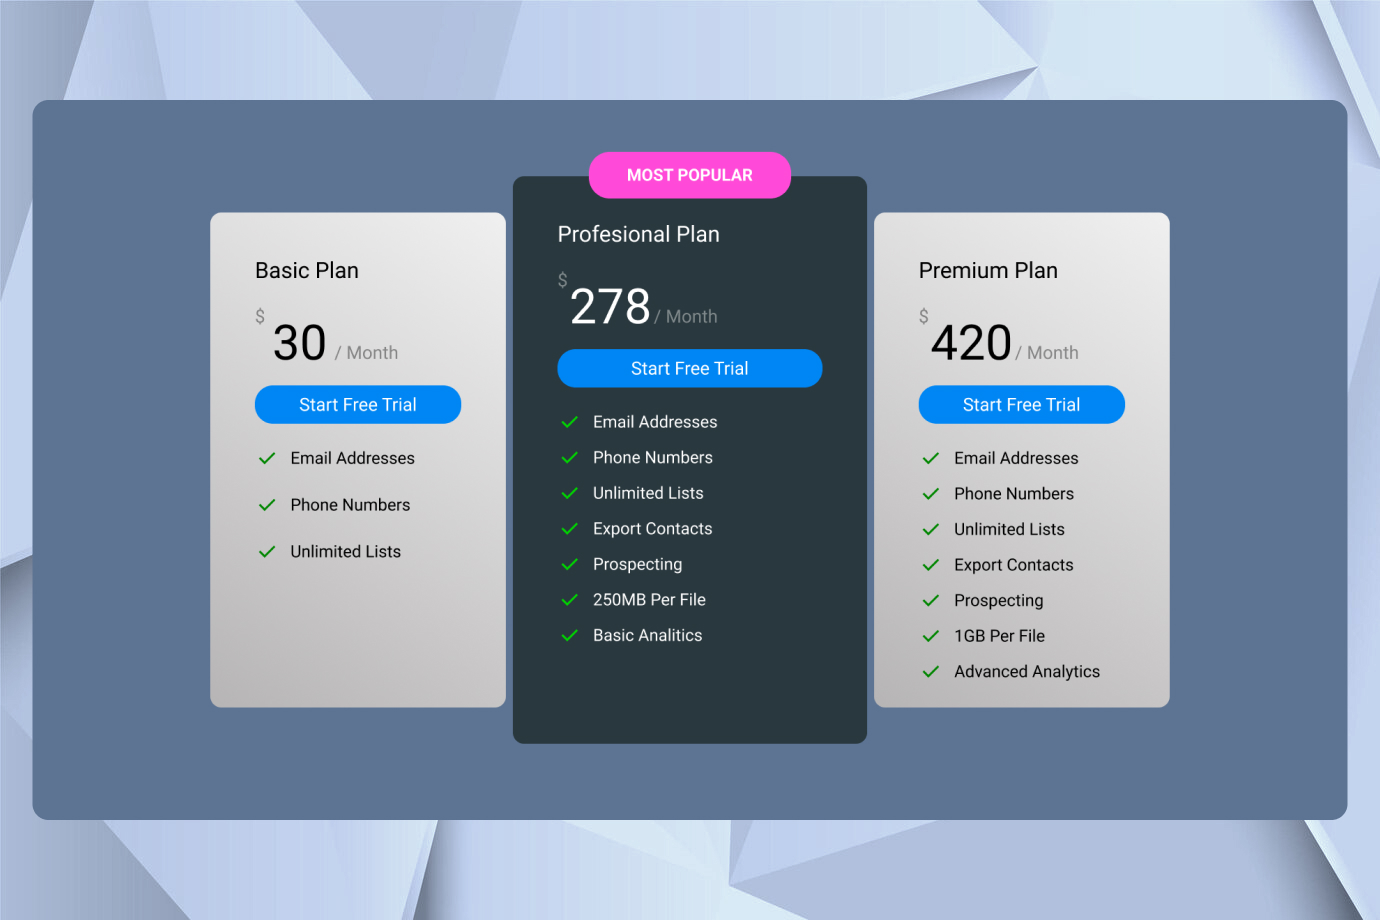 Basic Plan
$
30 / Month
Start Free Trial
Email Addresses
Phone Numbers
Unlimited Lists
MOST POPULAR
Profesional Plan
$
278 / Month
Start Free Trial
Email Addresses
Phone Numbers
Unlimited Lists
Export Contacts
Prospecting
250MB Per File
Basic Analitics
Premium Plan
$
420 / Month
Start Free Trial
Email Addresses
Phone Numbers
Unlimited Lists
Export Contacts
Prospecting
1GB Per File
Advanced Analytics